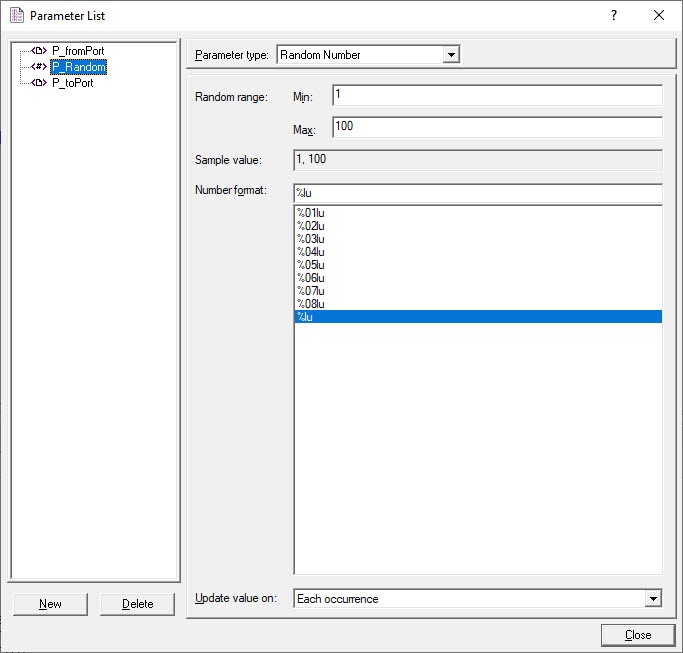 Parameter List
?
P_fromPort
P_Random
P_toPort
Parameter type: Random Number
Random range: Min: 1
Max: 100
Sample value: 1, 100
Number format: %lu
%01lu
%02lu
%03lu
%04lu
%05lu
%06lu
%07lu
%08lu
%lu
Update value on: Each occurrence
New
Delete
Close